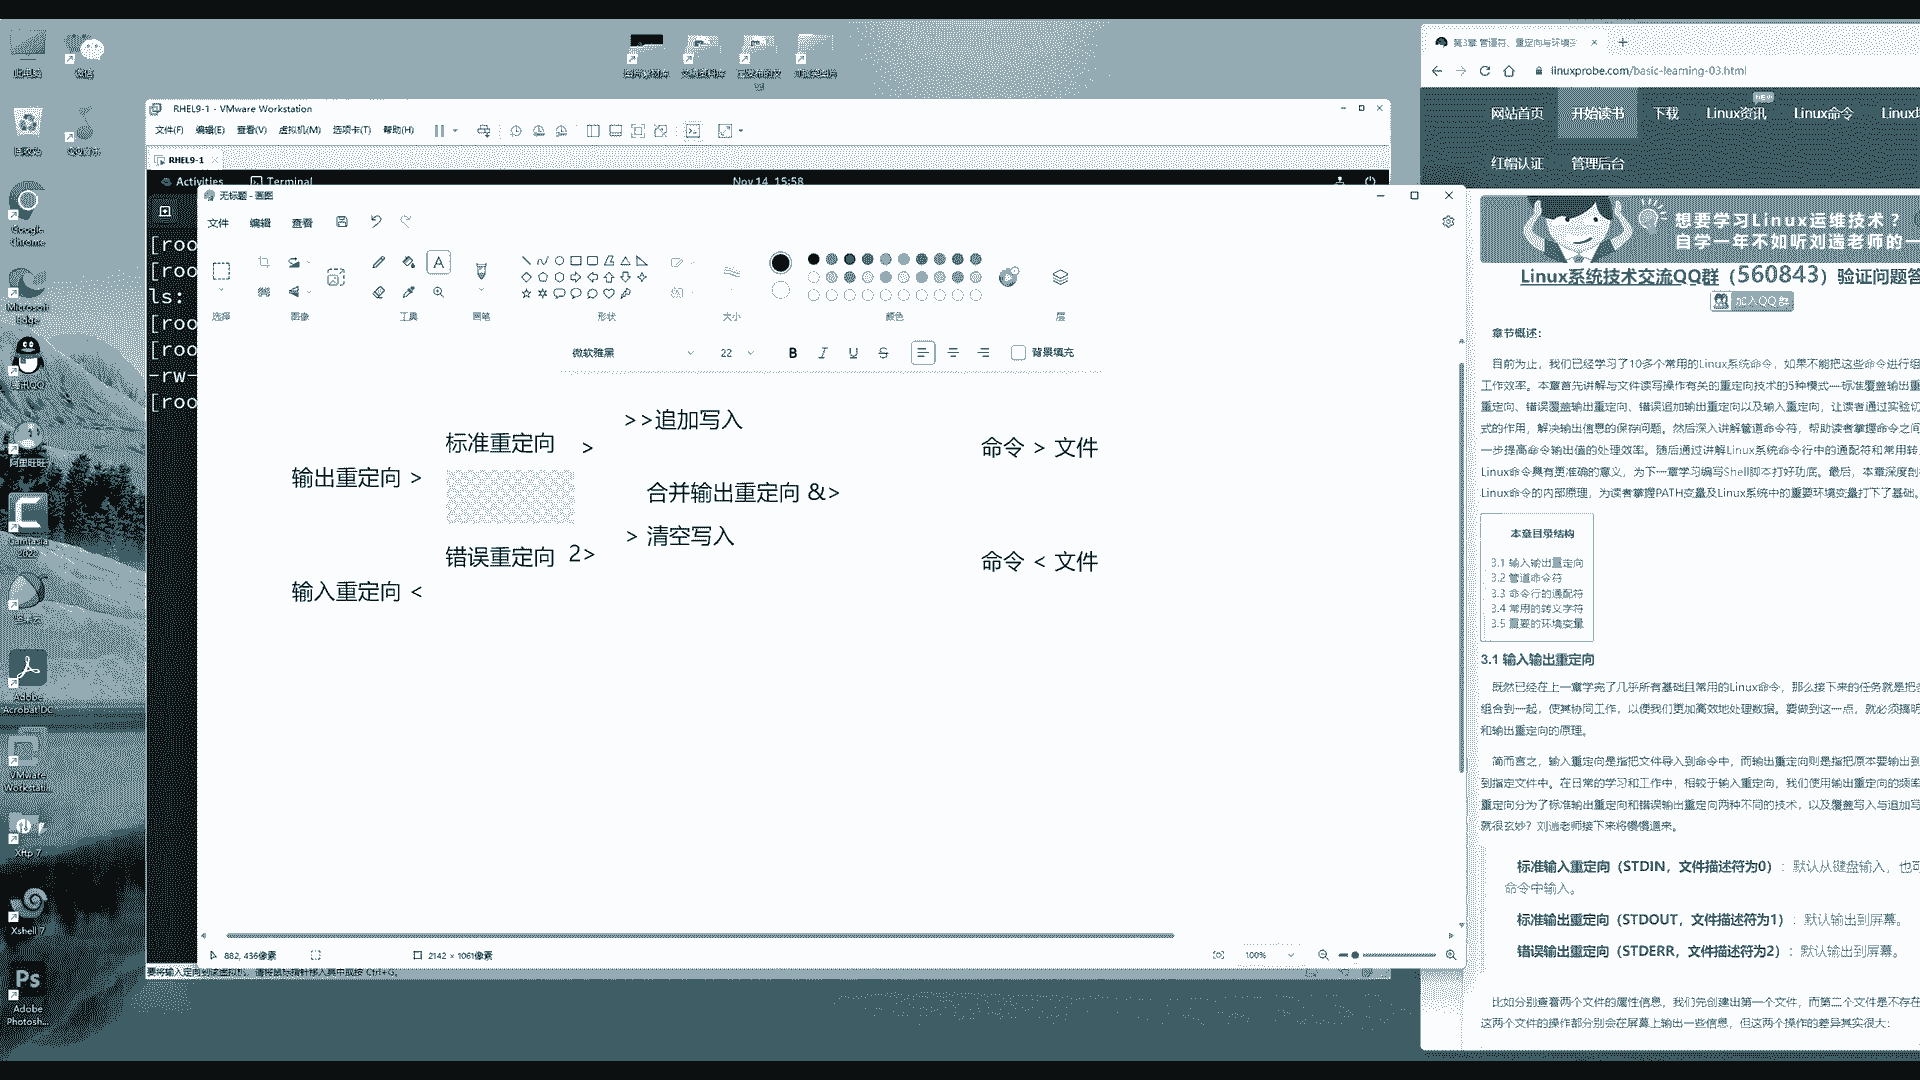 Google Chrome
Microsoft Edge
腾讯QQ
阿里旺旺
Camtasia 2022
坚果云
Adobe Acrobat DC
VMware Workstati...
Xftp 7
Xshell 7
Adobe Photosh...
RHEL9-1 - VMware Workstation
文件(F) 编辑(E) 查看(V) 虚拟机(M) 选项卡(T) 帮助(H)
RHEL9-1
Activities Terminal Nov 14 15:58
[roo
[roo
ls:
[roo
[roo
-rw-
[roo
要将输入定向到该虚拟机，请将鼠标指针移入其中或按 Ctrl+G。
无标题 - 画图
文件 编辑 查看
选择 图像 工具 画笔 形状 大小 颜色 层
微软雅黑 22 B I U S 背景填充
>>追加写入
标准重定向 >
命令 > 文件
输出重定向 >
合并输出重定向 &>
> 清空写入
错误重定向 2>
命令 < 文件
输入重定向 <
882, 436像素
2142 × 1061像素
100%
第3章 管道符、重定向与环境
linuxprobe.com/basic-learning-03.html
网站首页 开始读书 下载 Linux资讯 NEW Linux命令 Linux
红帽认证 管理后台
想要学习Linux运维技术？
自学一年不如听刘遄老师的一
Linux系统技术交流QQ群（560843）验证问题答
加入QQ群
章节概述：
目前为止，我们已经学习了10多个常用的Linux系统命令，如果不能把这些命令进行组
工作效率。本章首先讲解与文件读写操作有关的重定向技术的5种模式—标准覆盖输出重
重定向、错误覆盖输出重定向、错误追加输出重定向以及输入重定向，让读者通过实验切
式的作用，解决输出信息的保存问题。然后深入讲解管道命令符，帮助读者掌握命令之间
一步提高命令输出值的处理效率。随后通过讲解Linux系统命令行中的通配符和常用转
Linux命令具有更准确的意义，为下一章学习编写Shell脚本打好功底。最后，本章深度剖
Linux命令的内部原理，为读者掌握PATH变量及Linux系统中的重要环境变量打下了基础。
本章目录结构
3.1 输入输出重定向
3.2 管道命令符
3.3 命令行的通配符
3.4 常用的转义字符
3.5 重要的环境变量
3.1 输入输出重定向
既然已经在上一章学完了几乎所有基础且常用的Linux命令，那么接下来的任务就是把多
组合到一起，使其协同工作，以便我们更加高效地处理数据。要做到这一点，就必须搞明
和输出重定向的原理。
简而言之，输入重定向是指把文件导入到命令中，而输出重定向则是指把原本要输出到
到指定文件中。在日常的学习和工作中，相较于输入重定向，我们使用输出重定向的频率
重定向分为了标准输出重定向和错误输出重定向两种不同的技术，以及覆盖写入与追加写
就很玄妙？刘遄老师接下来将慢慢道来。
标准输入重定向（STDIN，文件描述符为0）：默认从键盘输入，也可
命令中输入。
标准输出重定向（STDOUT，文件描述符为1）：默认输出到屏幕。
错误输出重定向（STDERR，文件描述符为2）：默认输出到屏幕。
比如分别查看两个文件的属性信息，我们先创建出第一个文件，而第二个文件是不存在
这两个文件的操作都分别会在屏幕上输出一些信息，但这两个操作的差异其实很大：